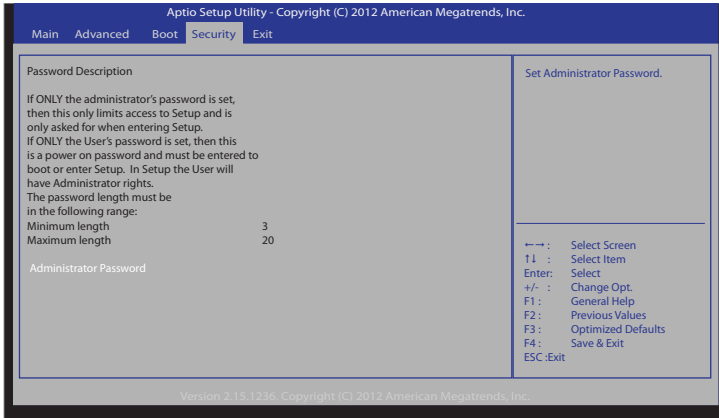 Aptio Setup Utility - Copyright (C) 2012 American Megatrends, Inc.
Main Advanced Boot Security Exit
Password Description
If ONLY the administrator's password is set,
then this only limits access to Setup and is
only asked for when entering Setup.
If ONLY the User's password is set, then this
is a power on password and must be entered to
boot or enter Setup. In Setup the User will
have Administrator rights.
The password length must be
in the following range:
Minimum length 3
Maximum length 20
Administrator Password
Set Administrator Password.
←→ : Select Screen
↑↓ : Select Item
Enter: Select
+/- : Change Opt.
F1 : General Help
F2 : Previous Values
F3 : Optimized Defaults
F4 : Save & Exit
ESC :Exit
Version 2.15.1236. Copyright (C) 2012 American Megatrends, Inc.